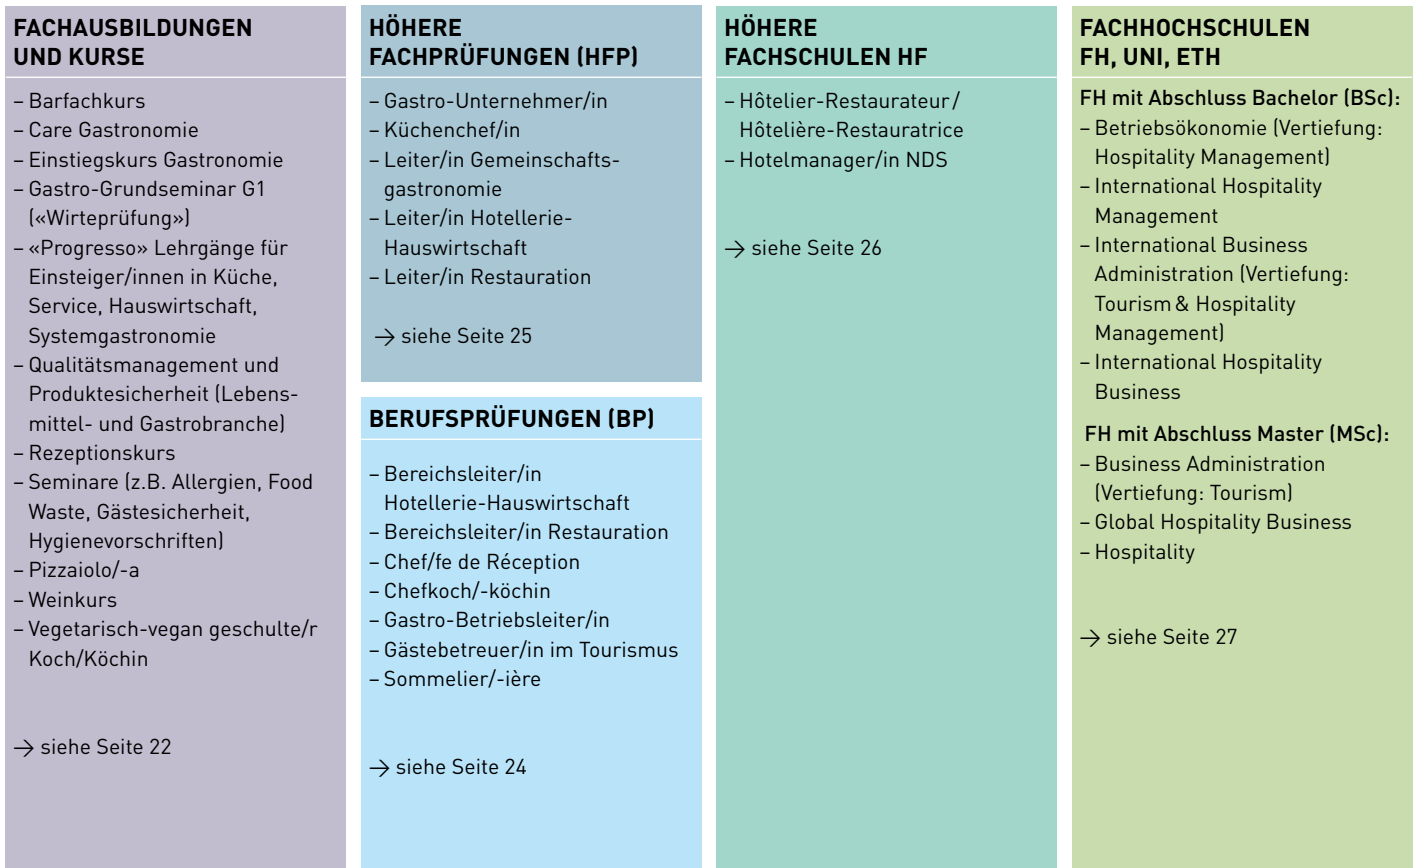 FACHAUSBILDUNGEN
UND KURSE
– Barfachkurs
– Care Gastronomie
– Einstiegskurs Gastronomie
– Gastro-Grundseminar G1
(«Wirteprüfung»)
– «Progresso» Lehrgänge für
Einsteiger/innen in Küche,
Service, Hauswirtschaft,
Systemgastronomie
– Qualitätsmanagement und
Produktesicherheit (Lebens-
mittel- und Gastrobranche)
– Rezeptionskurs
– Seminare (z.B. Allergien, Food
Waste, Gästesicherheit,
Hygienevorschriften)
– Pizzaiolo/-a
– Weinkurs
– Vegetarisch-vegan geschulte/r
Koch/Köchin
→ siehe Seite 22
HÖHERE
FACHPRÜFUNGEN (HFP)
– Gastro-Unternehmer/in
– Küchenchef/in
– Leiter/in Gemeinschafts-
gastronomie
– Leiter/in Hotellerie-
Hauswirtschaft
– Leiter/in Restauration
→ siehe Seite 25
BERUFSPRÜFUNGEN (BP)
– Bereichsleiter/in
Hotellerie-Hauswirtschaft
– Bereichsleiter/in Restauration
– Chef/fe de Réception
– Chefkoch/-köchin
– Gastro-Betriebsleiter/in
– Gästebetreuer/in im Tourismus
– Sommelier/-ière
→ siehe Seite 24
HÖHERE
FACHSCHULEN HF
– Hôtelier-Restaurateur/
Hôtelière-Restauratrice
– Hotelmanager/in NDS
→ siehe Seite 26
FACHHOCHSCHULEN
FH, UNI, ETH
FH mit Abschluss Bachelor (BSc):
– Betriebsökonomie (Vertiefung:
Hospitality Management)
– International Hospitality
Management
– International Business
Administration (Vertiefung:
Tourism & Hospitality
Management)
– International Hospitality
Business
FH mit Abschluss Master (MSc):
– Business Administration
(Vertiefung: Tourism)
– Global Hospitality Business
– Hospitality
→ siehe Seite 27